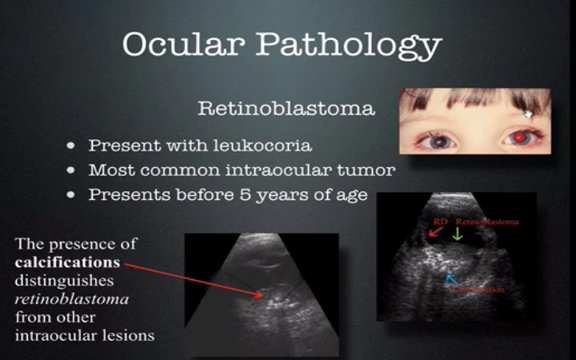 Ocular Pathology
Retinoblastoma
Present with leukocoria
Most common intraocular tumor
Presents before 5 years of age
RD Retinoblastoma
The presence of
calcifications
distinguishes
retinoblastoma
from other
intraocular lesions